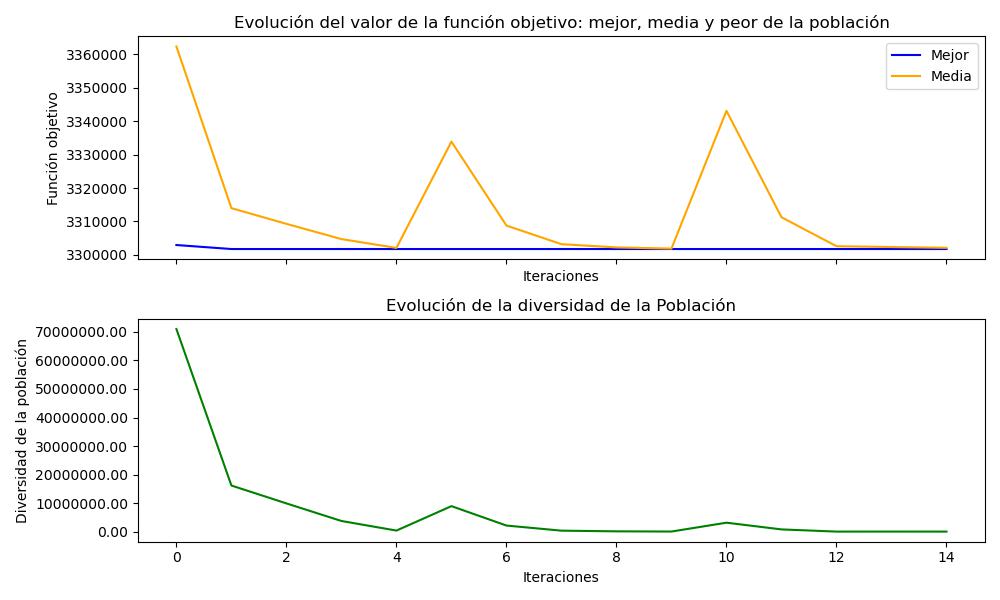 Evolución del valor de la función objetivo: mejor, media y peor de la población
Función objetivo
3360000
3350000
3340000
3330000
3320000
3310000
3300000
Mejor
Media
Iteraciones
Evolución de la diversidad de la Población
Diversidad de la población
70000000.00
60000000.00
50000000.00
40000000.00
30000000.00
20000000.00
10000000.00
0.00
0 2 4 6 8 10 12 14
Iteraciones